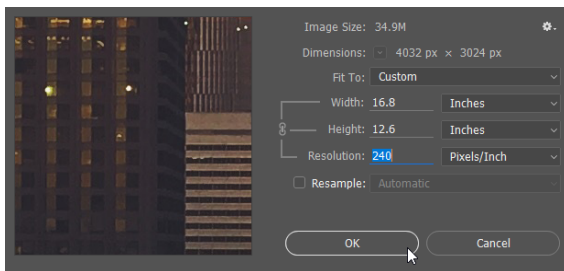 Image Size: 34.9M
Dimensions: 4032 px × 3024 px
Fit To: Custom
Width: 16.8 Inches
Height: 12.6 Inches
Resolution: 240 Pixels/Inch
Resample: Automatic
OK Cancel